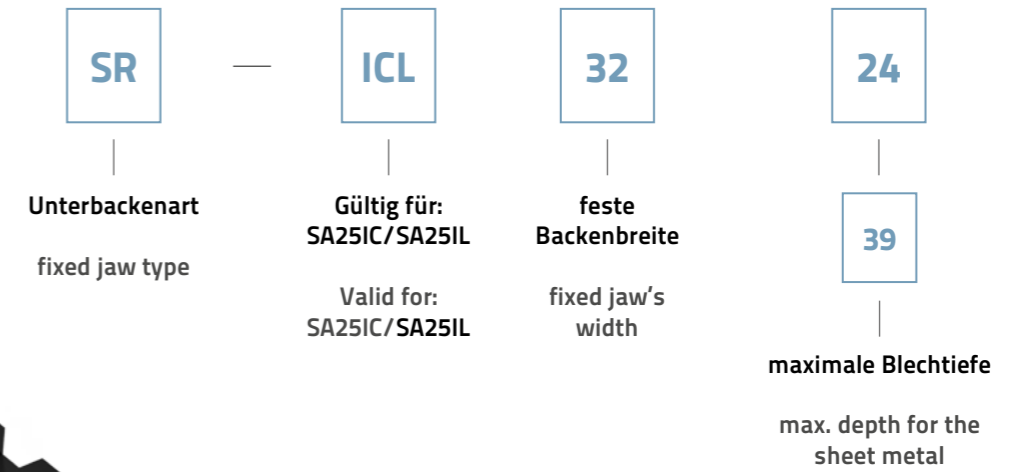 SR — ICL 32 24
Unterbackenart
fixed jaw type
Gültig für:
SA25IC/SA25IL
Valid for:
SA25IC/SA25IL
feste
Backenbreite
fixed jaw's
width
39
maximale Blechtiefe
max. depth for the
sheet metal